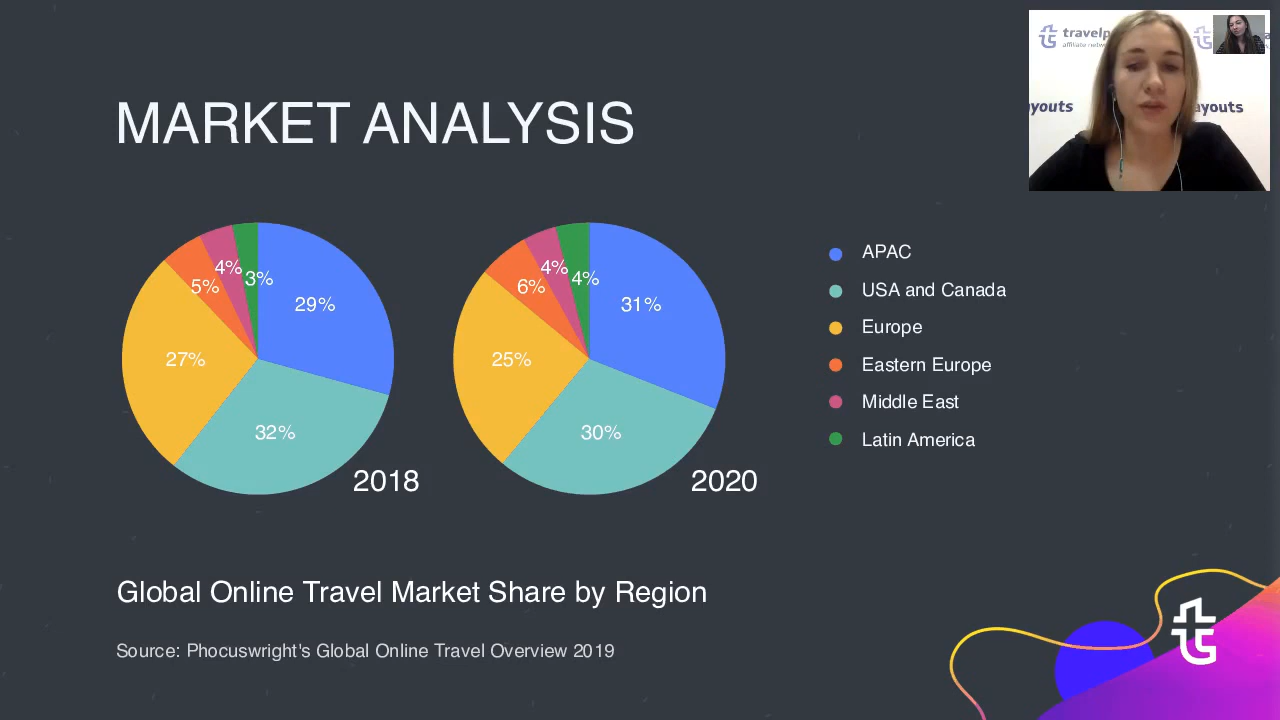 MARKET ANALYSIS
travelp
affiliate netw
youts
youts
4%
3%
5%
29%
27%
32%
2018
4%
4%
6%
31%
25%
30%
2020
APAC
USA and Canada
Europe
Eastern Europe
Middle East
Latin America
Global Online Travel Market Share by Region
Source: Phocuswright's Global Online Travel Overview 2019